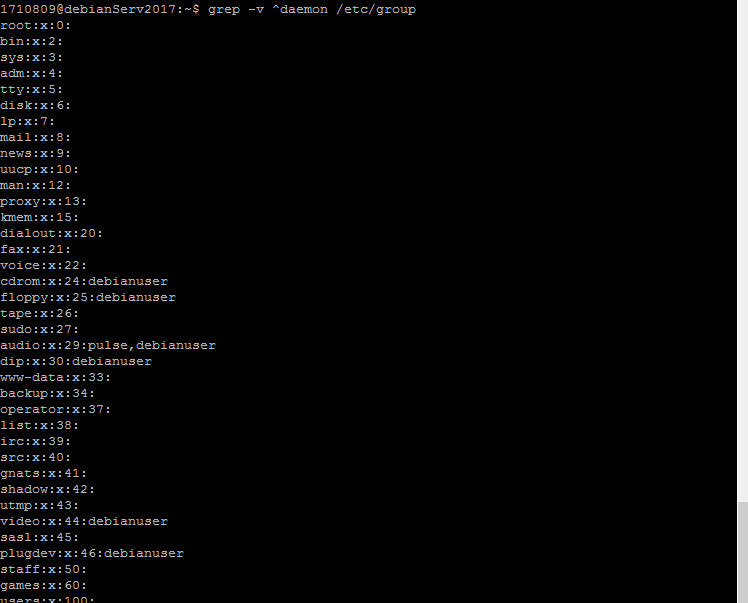 1710809@debianServ2017:~$ grep -v ^daemon /etc/group
root:x:0:
bin:x:2:
sys:x:3:
adm:x:4:
tty:x:5:
disk:x:6:
lp:x:7:
mail:x:8:
news:x:9:
uucp:x:10:
man:x:12:
proxy:x:13:
kmem:x:15:
dialout:x:20:
fax:x:21:
voice:x:22:
cdrom:x:24:debianuser
floppy:x:25:debianuser
tape:x:26:
sudo:x:27:
audio:x:29:pulse,debianuser
dip:x:30:debianuser
www-data:x:33:
backup:x:34:
operator:x:37:
list:x:38:
irc:x:39:
src:x:40:
gnats:x:41:
shadow:x:42:
utmp:x:43:
video:x:44:debianuser
sasl:x:45:
plugdev:x:46:debianuser
staff:x:50:
games:x:60:
users:x:100: